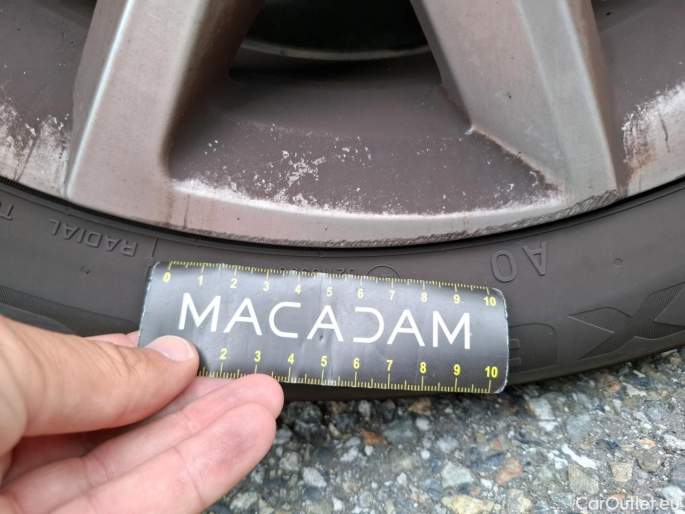 RADIAL
AO
0 1 2 3 4 5 6 7 8 9 10
MACADAM
2 3 4 5 6 7 8 9 10
CarOutlet.eu